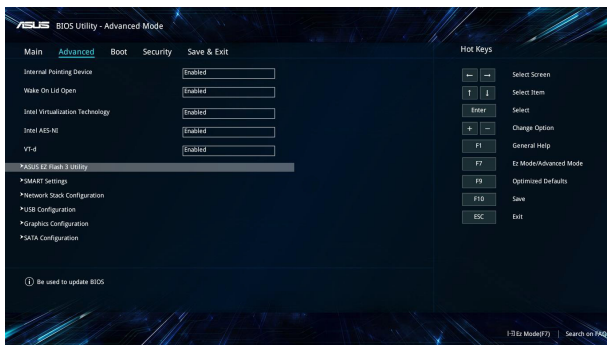 ASUS BIOS Utility - Advanced Mode
Main Advanced Boot Security Save & Exit
Internal Pointing Device Enabled
Wake On Lid Open Enabled
Intel Virtualization Technology Enabled
Intel AES-NI Enabled
VT-d Enabled
ASUS EZ Flash 3 Utility
SMART Settings
Network Stack Configuration
USB Configuration
Graphics Configuration
SATA Configuration
Be used to update BIOS
Hot Keys
← → Select Screen
↑ ↓ Select Item
Enter Select
+ - Change Option
F1 General Help
F7 Ez Mode/Advanced Mode
F9 Optimized Defaults
F10 Save
ESC Exit
Ez Mode(F7) | Search on FAQ